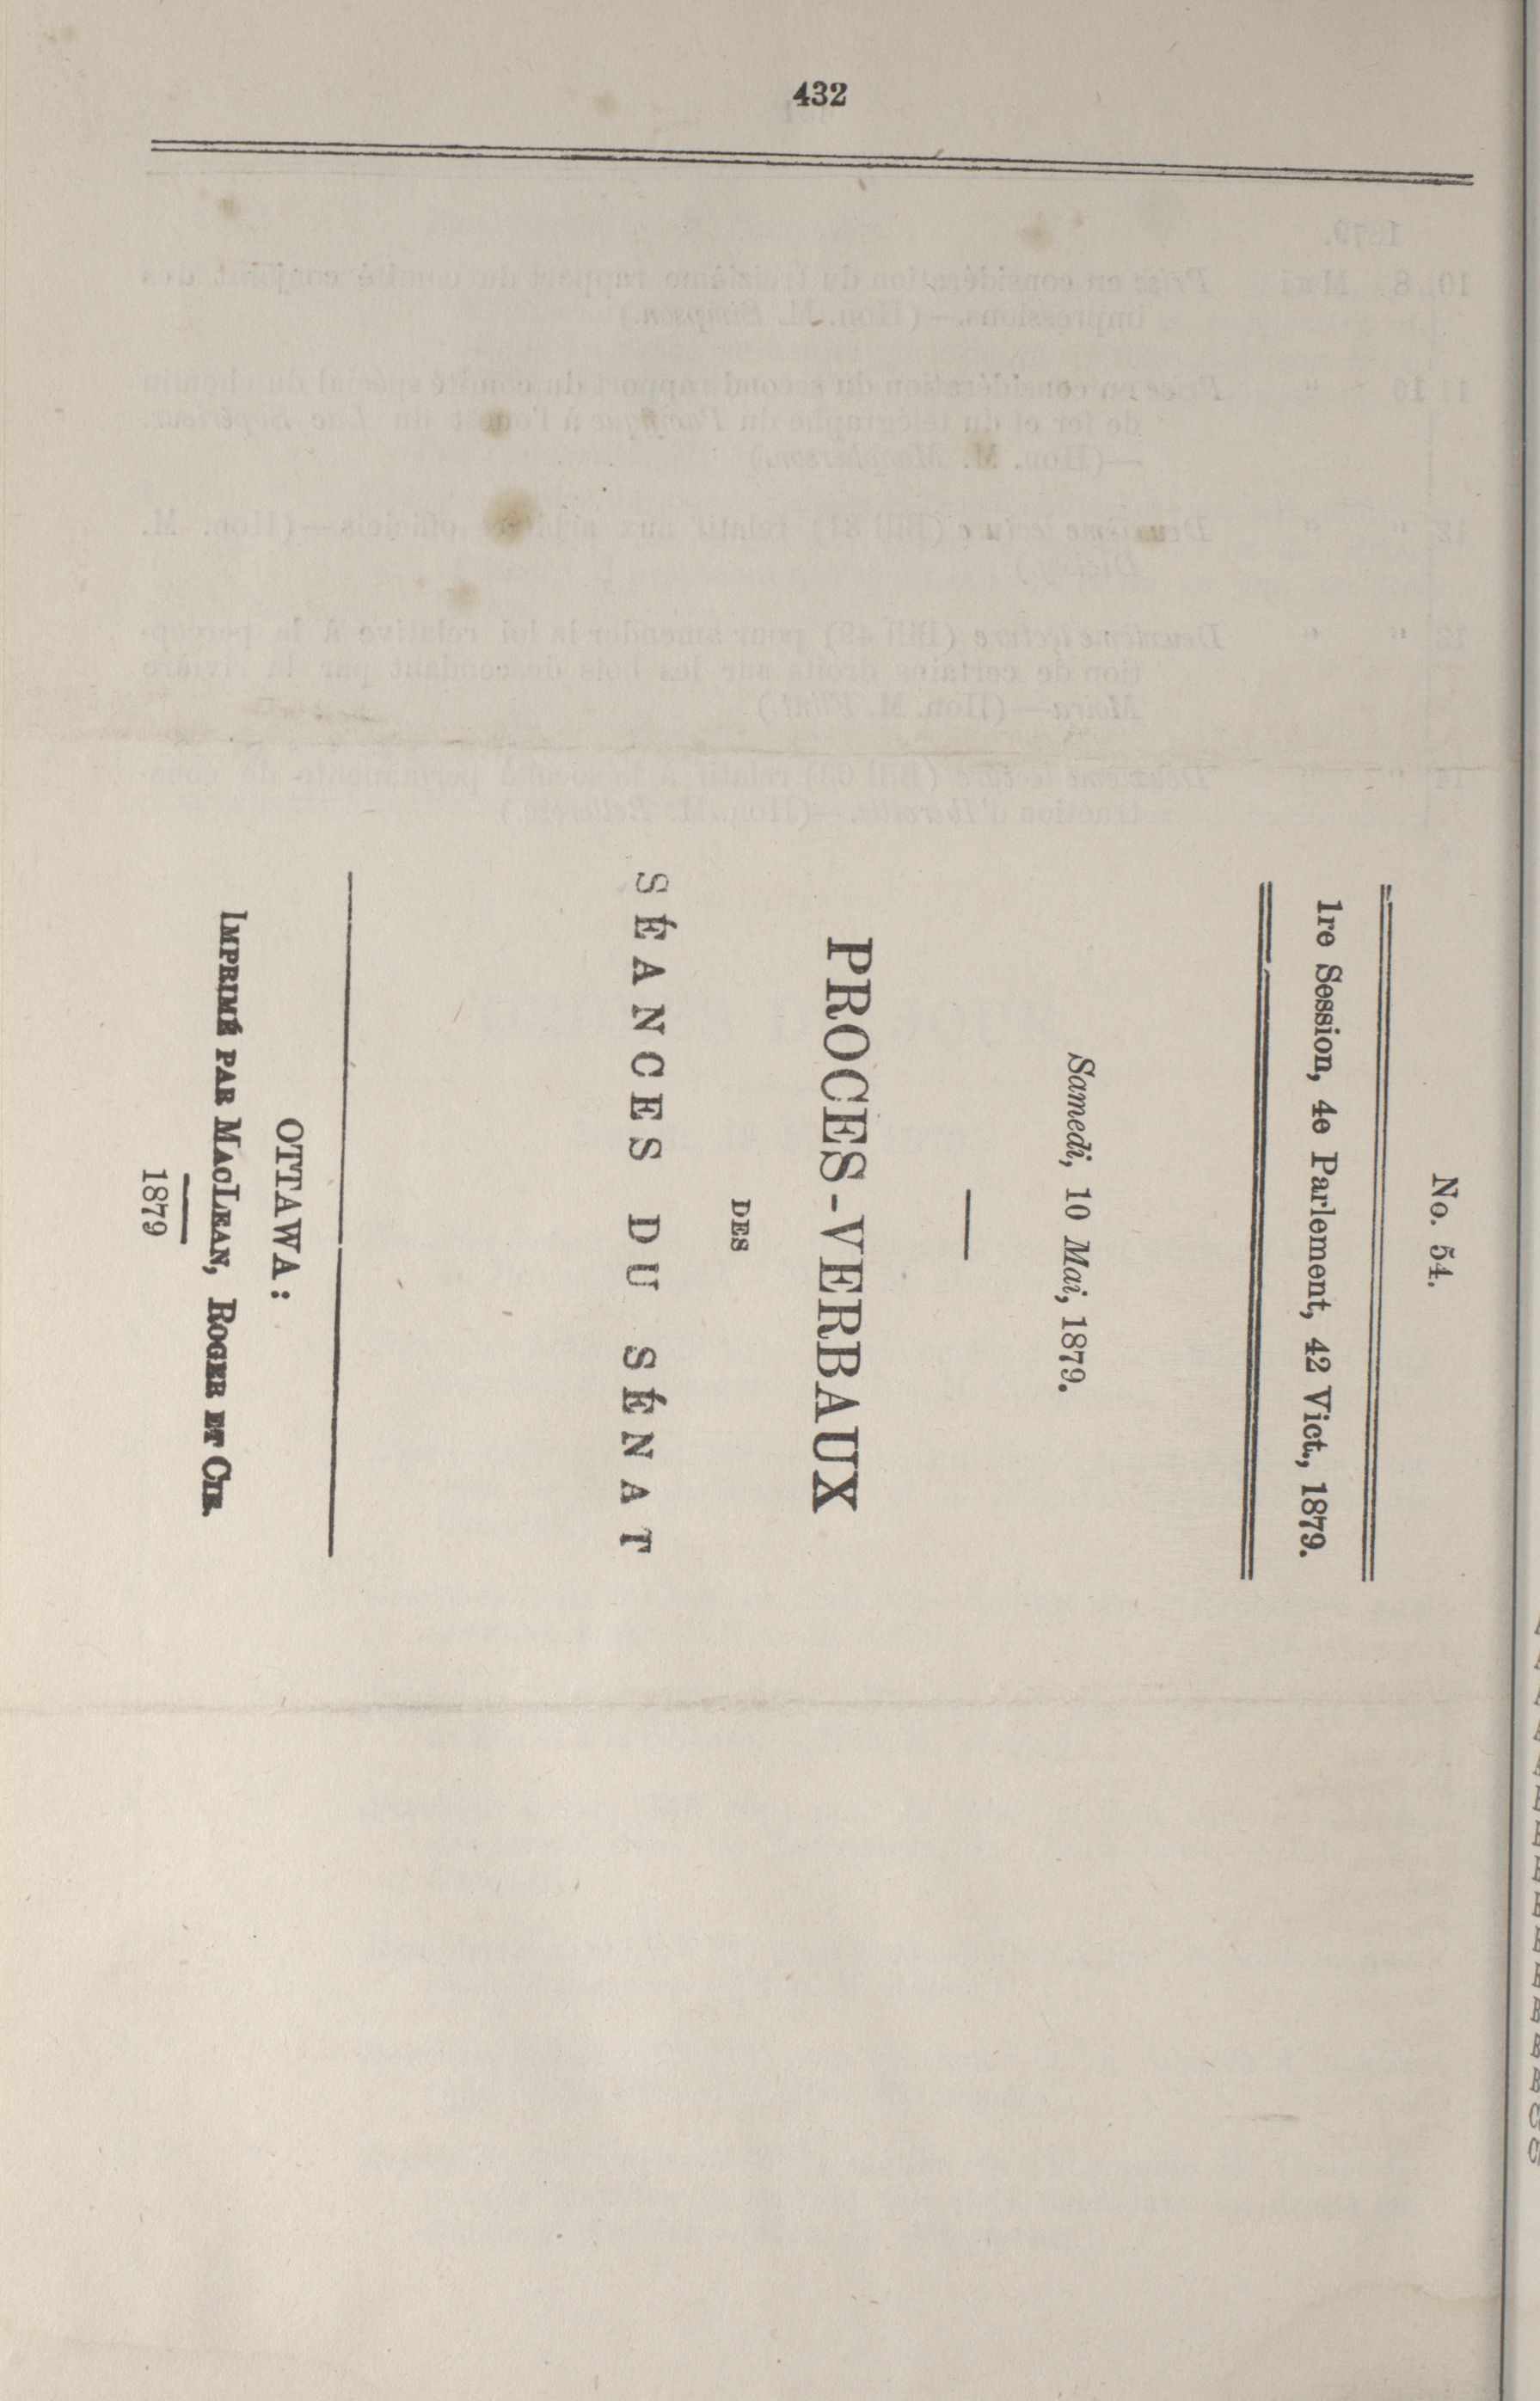 432
No. 54.
1re Session, 4e Parlement, 42 Vict., 1879.
Samedi, 10 Mai, 1879.
PROCES-VERBAUX
DES
SÉANCES DU SÉNAT
OTTAWA:
IMPRIMÉ PAR MACLEAN, ROGER ET CIE.
1879